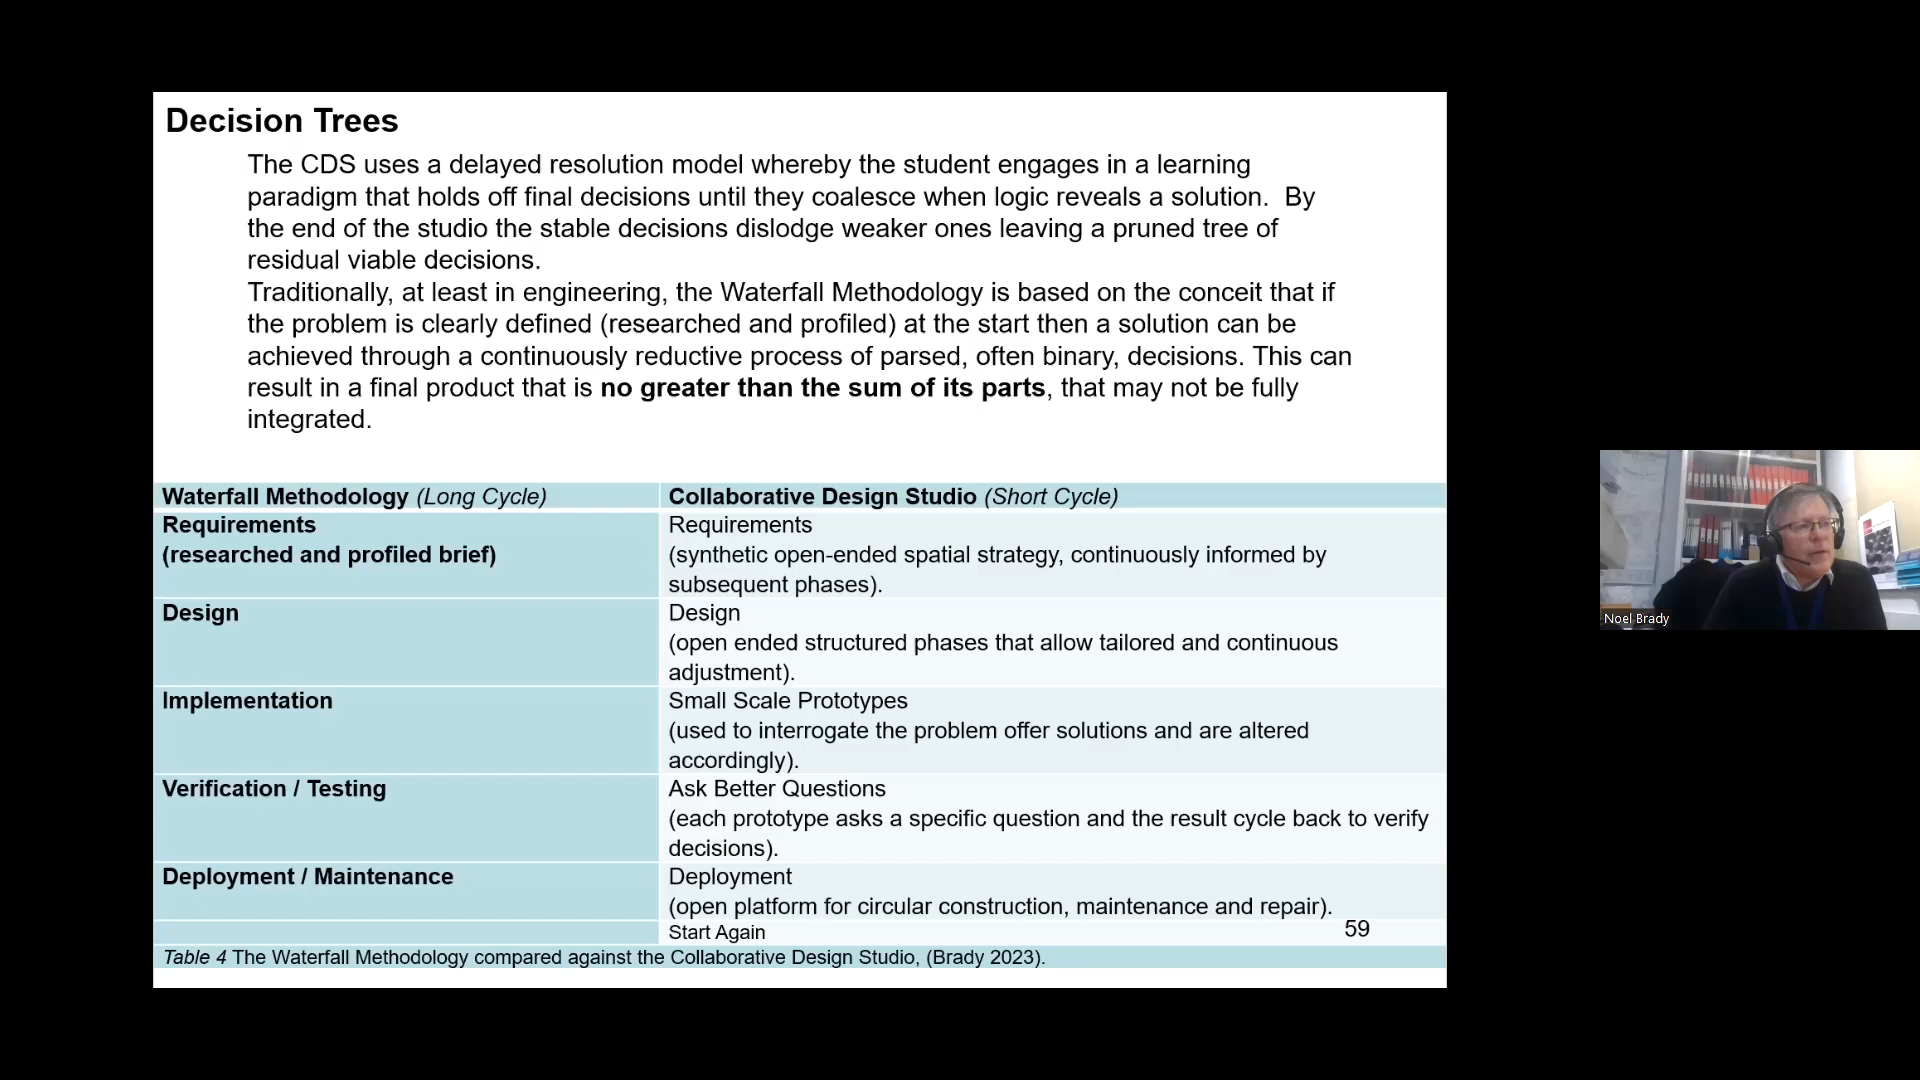 Decision Trees
The CDS uses a delayed resolution model whereby the student engages in a learning
paradigm that holds off final decisions until they coalesce when logic reveals a solution.  By
the end of the studio the stable decisions dislodge weaker ones leaving a pruned tree of
residual viable decisions.
Traditionally, at least in engineering, the Waterfall Methodology is based on the conceit that if
the problem is clearly defined (researched and profiled) at the start then a solution can be
achieved through a continuously reductive process of parsed, often binary, decisions. This can
result in a final product that is no greater than the sum of its parts, that may not be fully
integrated.
Waterfall Methodology (Long Cycle)
Collaborative Design Studio (Short Cycle)
Requirements
(researched and profiled brief)
Requirements
(synthetic open-ended spatial strategy, continuously informed by
subsequent phases).
Design
Design
(open ended structured phases that allow tailored and continuous
adjustment).
Implementation
Small Scale Prototypes
(used to interrogate the problem offer solutions and are altered
accordingly).
Verification / Testing
Ask Better Questions
(each prototype asks a specific question and the result cycle back to verify
decisions).
Deployment / Maintenance
Deployment
(open platform for circular construction, maintenance and repair).
Start Again
59
Table 4 The Waterfall Methodology compared against the Collaborative Design Studio, (Brady 2023).
Noel Brady